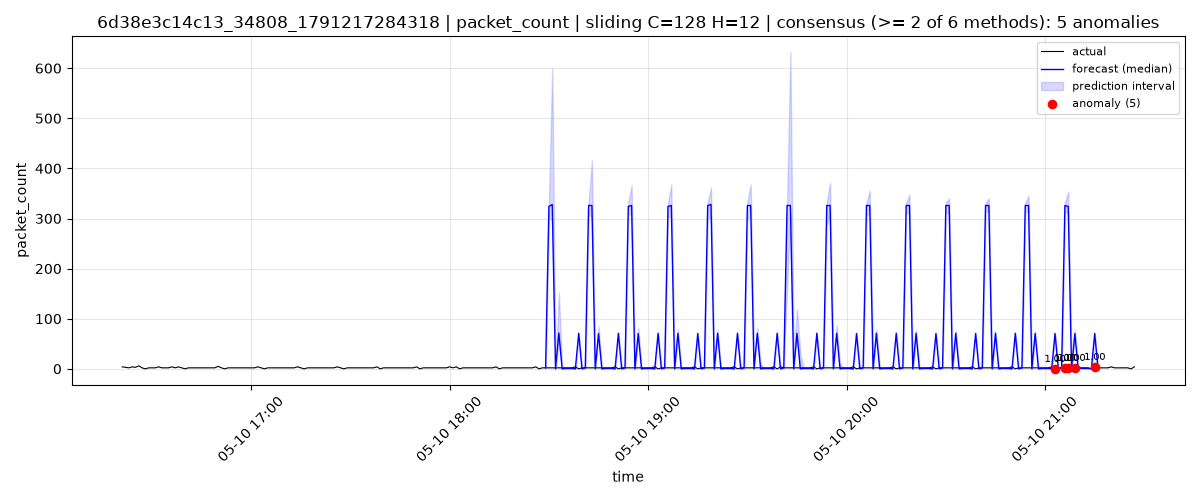 6d38e3c14c13_34808_1791217284318 | packet_count | sliding C=128 H=12 | consensus (>= 2 of 6 methods): 5 anomalies
actual
forecast (median)
prediction interval
anomaly (5)
packet_count
600
500
400
300
200
100
0
1.00
05-10 17:00
05-10 18:00
05-10 19:00
05-10 20:00
05-10 21:00
time